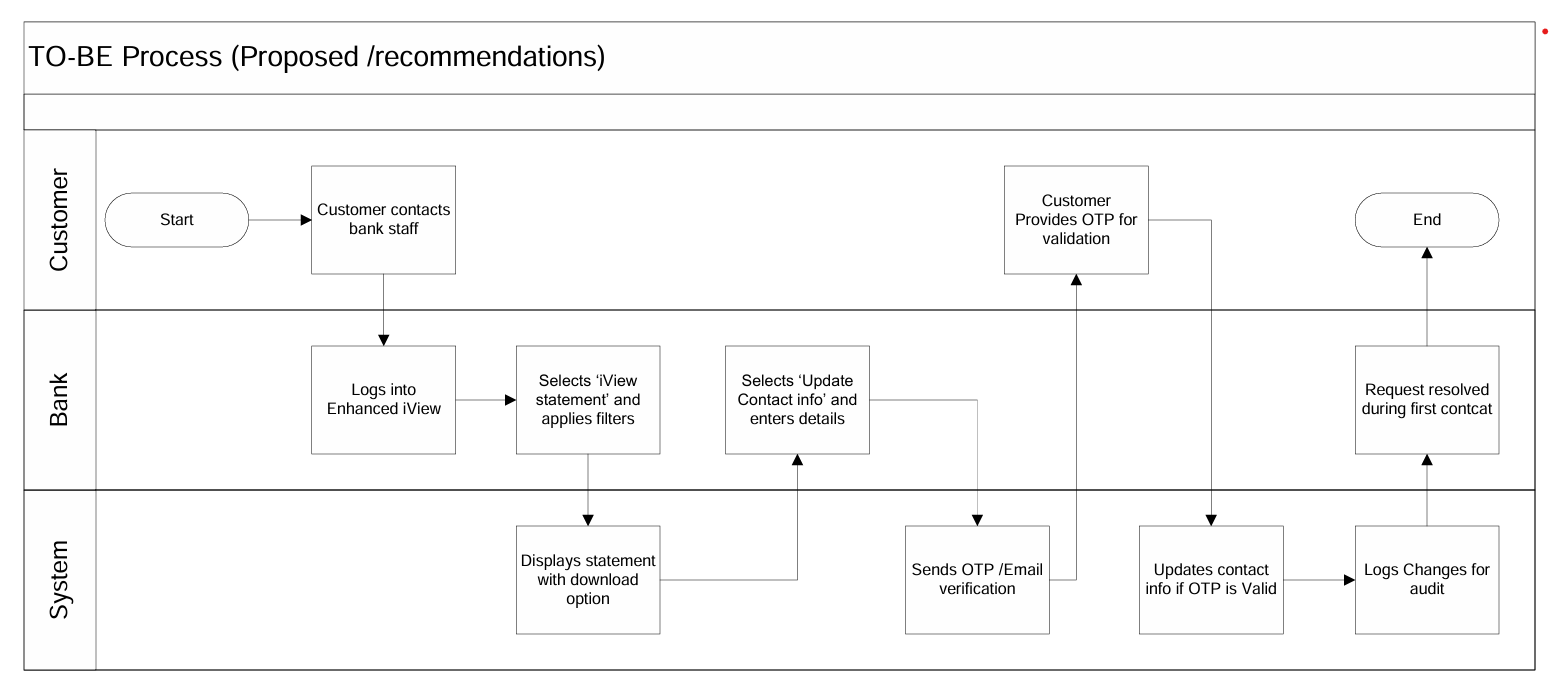 TO-BE Process (Proposed /recommendations)
Customer
Start
Customer contacts
bank staff
Customer
Provides OTP for
validation
End
Bank
Logs into
Enhanced iView
Selects ‘iView
statement’ and
applies filters
Selects ‘Update
Contact info’ and
enters details
Request resolved
during first contcat
System
Displays statement
with download
option
Sends OTP /Email
verification
Updates contact
info if OTP is Valid
Logs Changes for
audit